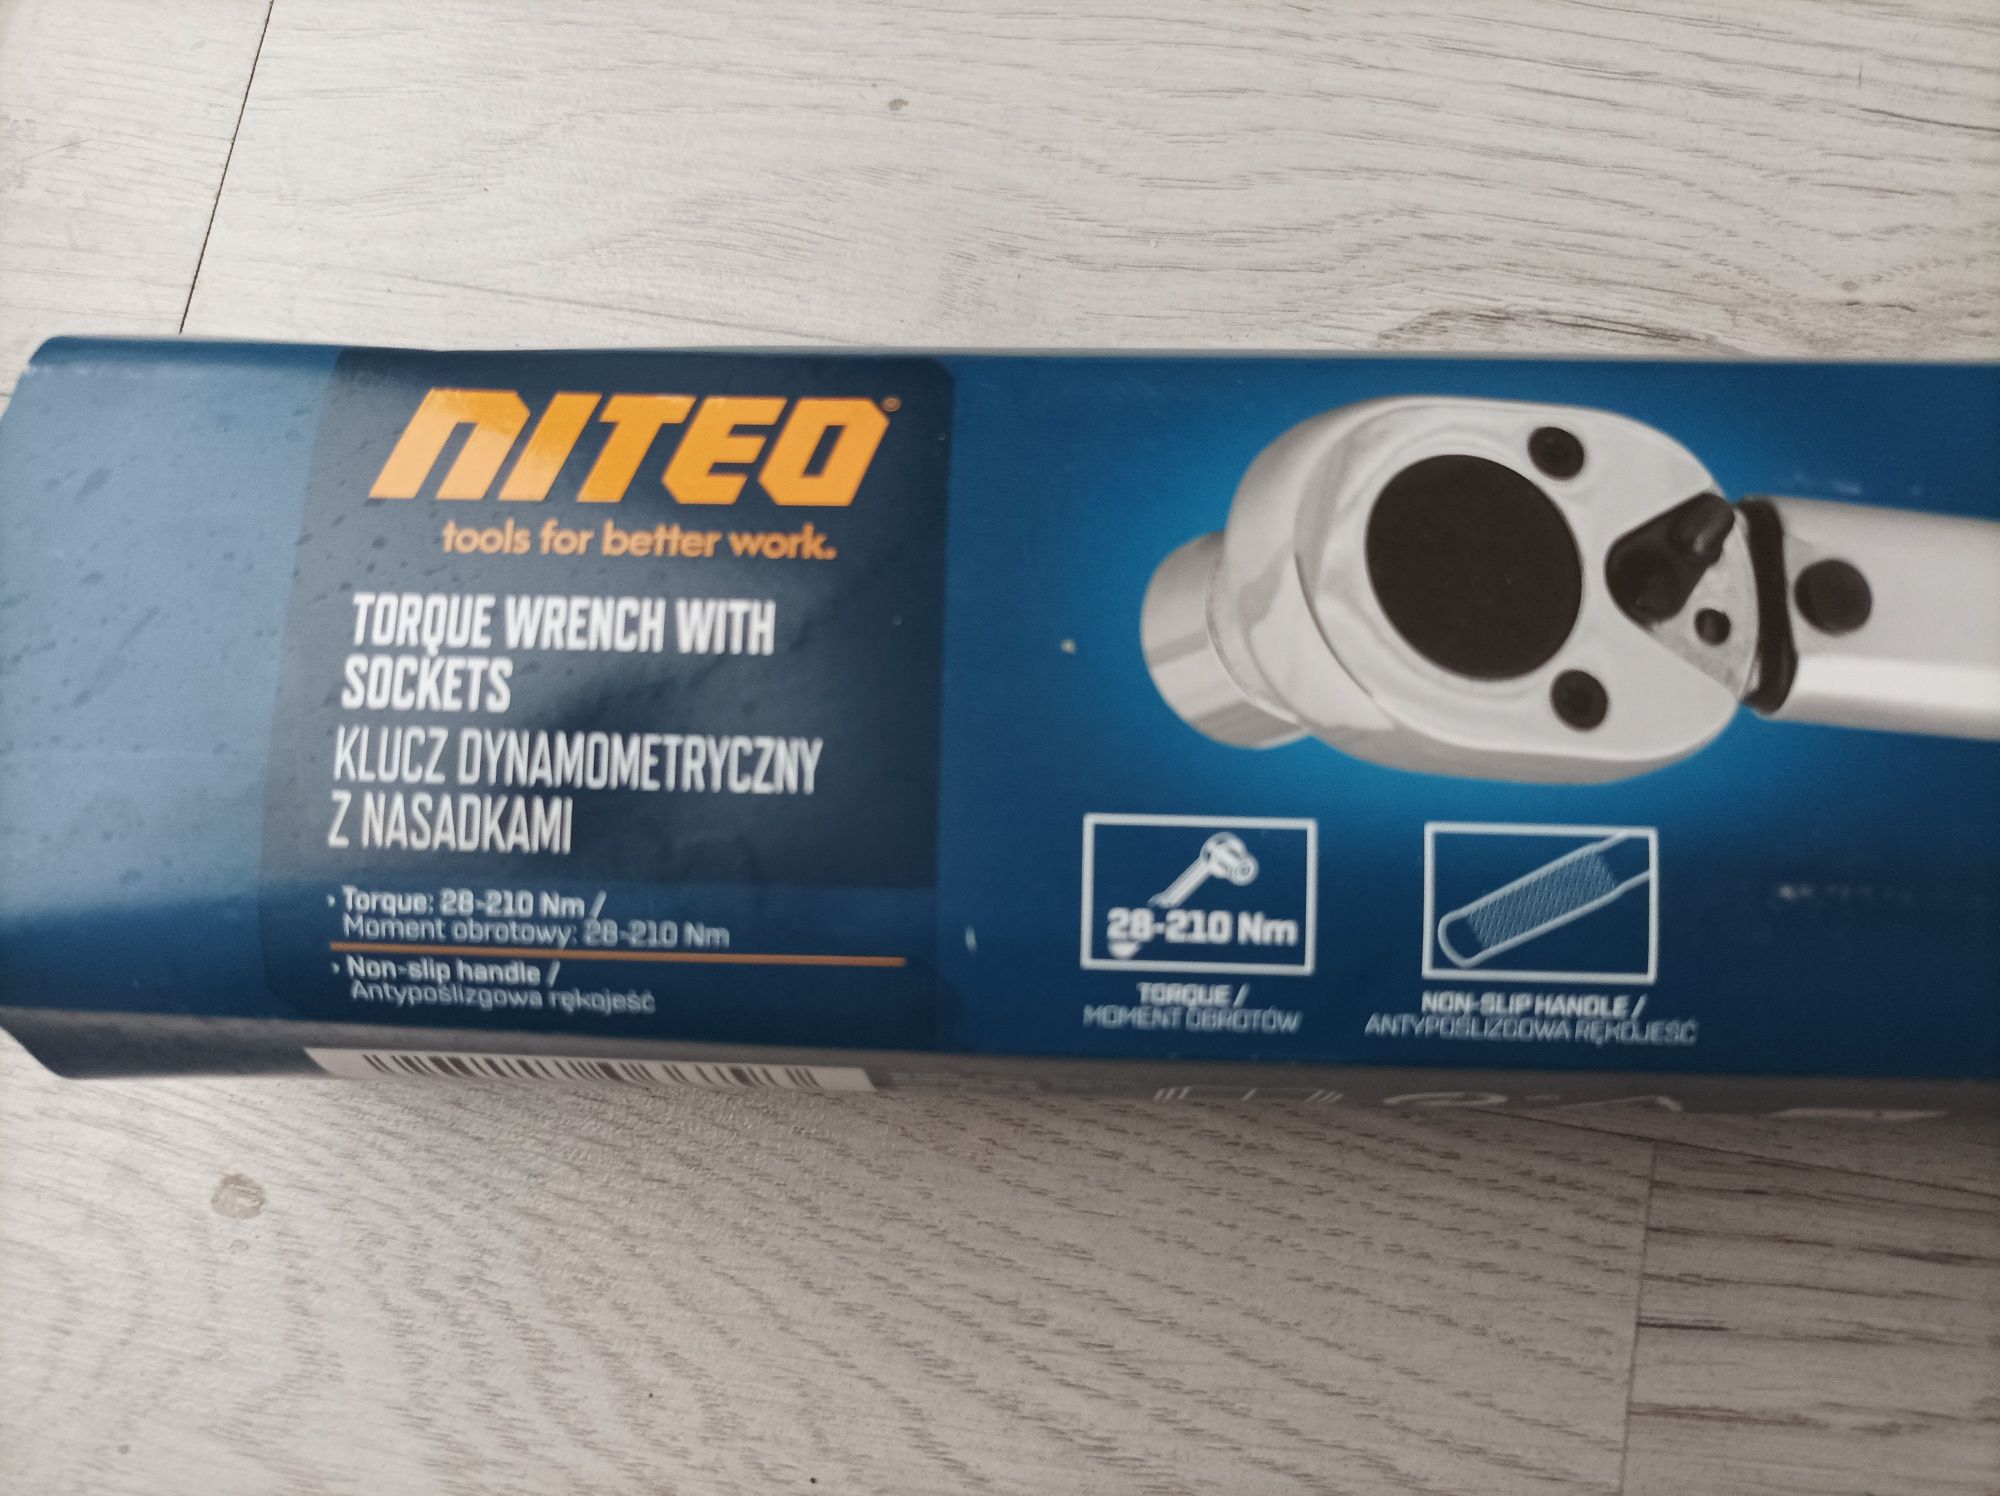 NITEO®
tools for better work.
TORQUE WRENCH WITH
SOCKETS
KLUCZ DYNAMOMETRYCZNY
Z NASADKAMI
• Torque: 28-210 Nm /
Moment obrotowy: 28-210 Nm
• Non-slip handle /
Antypoślizgowa rękojeść
28-210 Nm
TORQUE /
MOMENT OBROTÓW
NON-SLIP HANDLE /
ANTYPOŚLIZGOWA RĘKOJEŚĆ